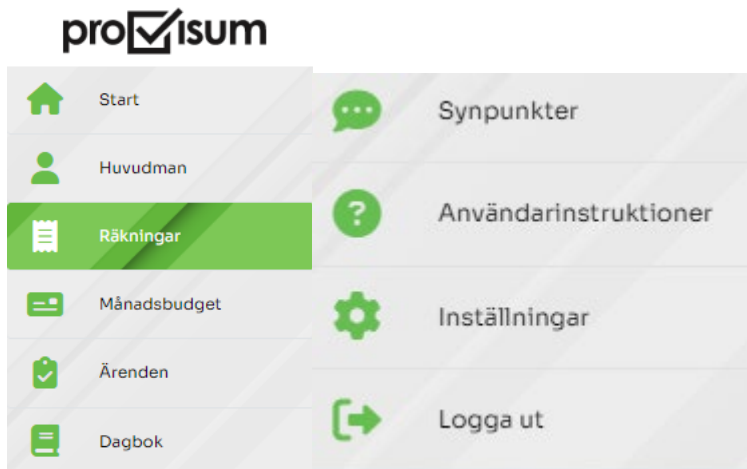 provisum
Start
Huvudman
Räkningar
Månadsbudget
Ärenden
Dagbok
Synpunkter
Användarinstruktioner
Inställningar
Logga ut